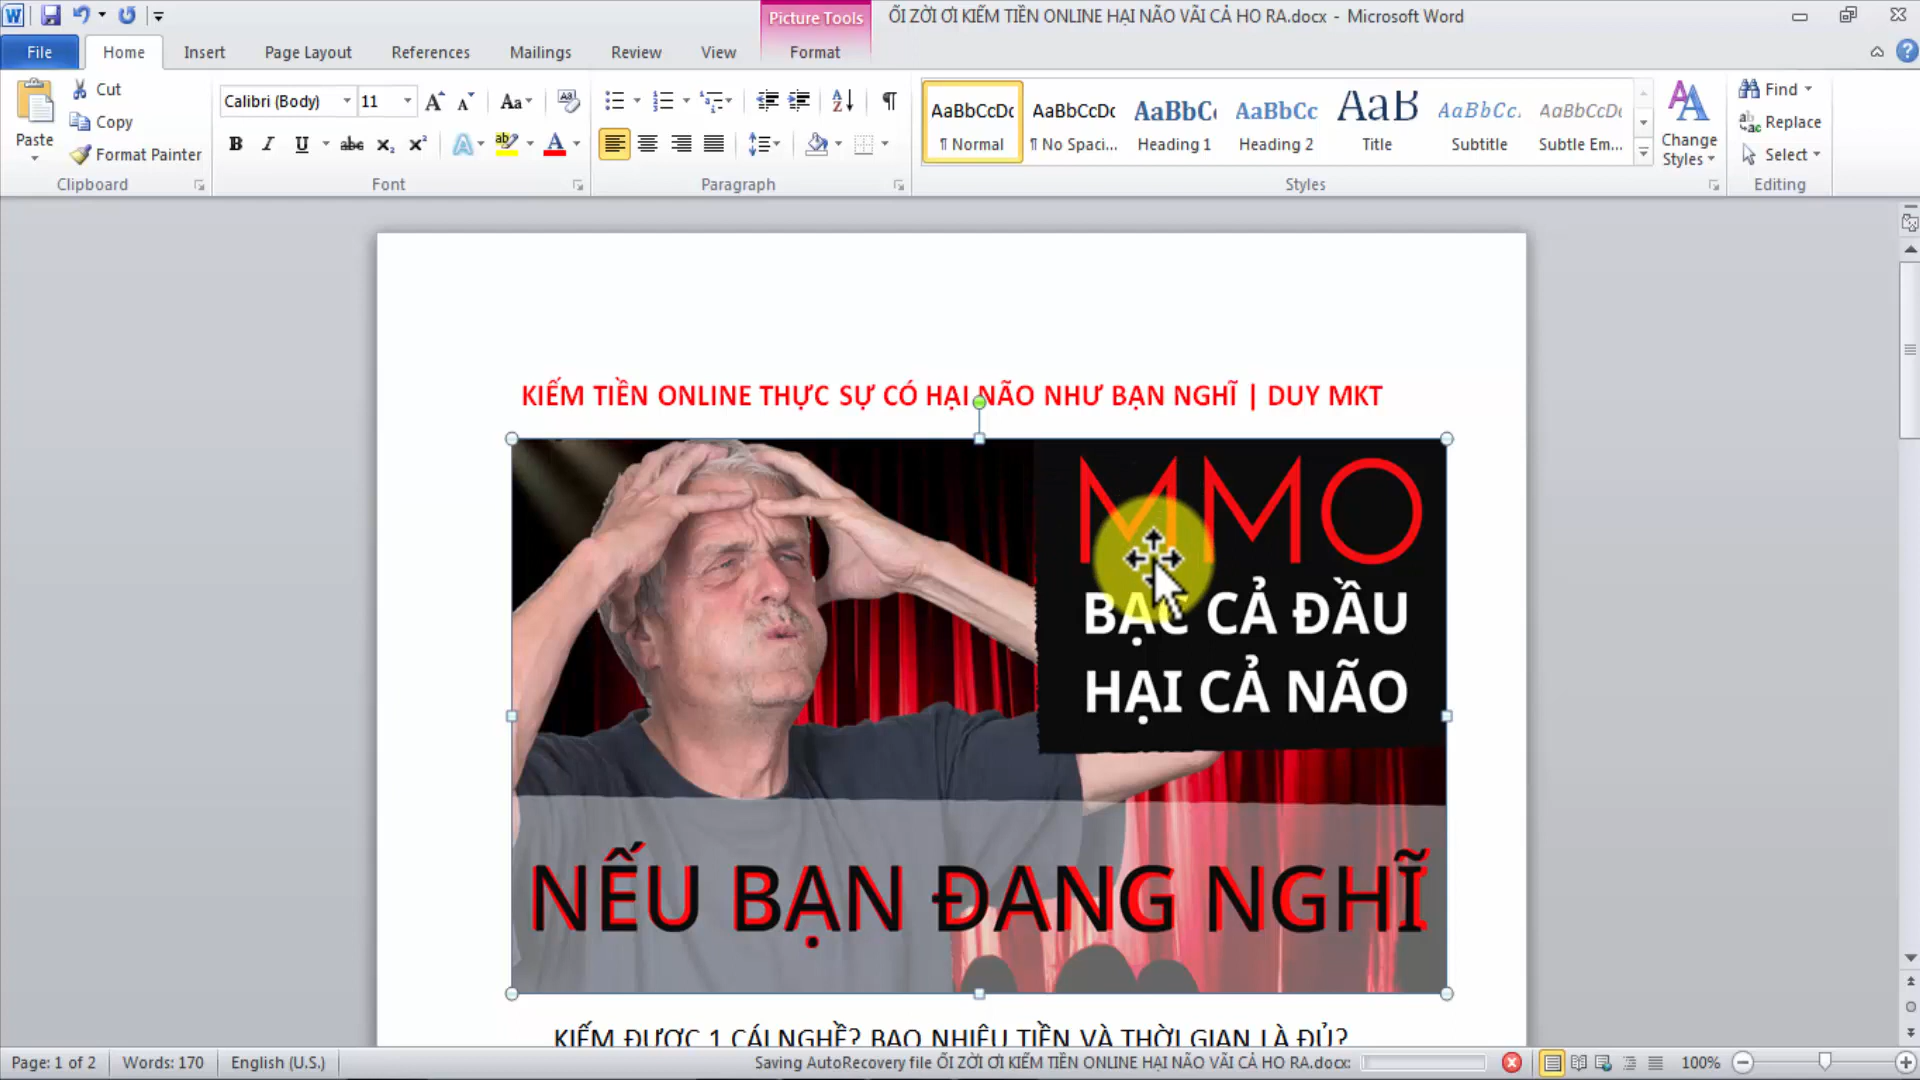 Picture Tools
ỐI ZỜI ƠI KIẾM TIỀN ONLINE HẠI NÃO VÃI CẢ HO RA.docx - Microsoft Word
File Home Insert Page Layout References Mailings Review View Format
Cut
Copy
Format Painter
Paste
Clipboard
Calibri (Body) 11
Font
Paragraph
AaBbCcDc AaBbCcDc AaBbC AaBbCc AaB AaBbCc. AaBbCcDc
¶ Normal ¶ No Spaci... Heading 1 Heading 2 Title Subtitle Subtle Em...
Styles
Change
Styles
Find
Replace
Select
Editing
KIẾM TIỀN ONLINE THỰC SỰ CÓ HẠI NÃO NHƯ BẠN NGHĨ | DUY MKT
MMO
BẠC CẢ ĐẦU
HẠI CẢ NÃO
NẾU BẠN ĐANG NGHĨ
KIẾM ĐƯỢC 1 CÁI NGHỀ? BAO NHIÊU TIỀN VÀ THỜI GIAN LÀ ĐỦ?
Page: 1 of 2 Words: 170 English (U.S.) Saving AutoRecovery file ỐI ZỜI ƠI KIẾM TIỀN ONLINE HẠI NÃO VÃI CẢ HO RA.docx: 100%